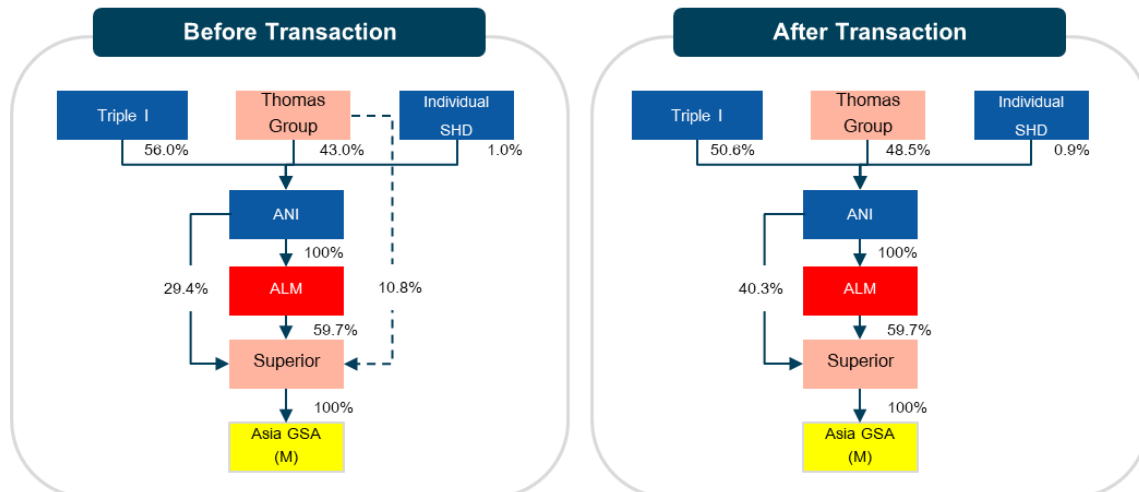 Before Transaction
Triple I
Thomas
Group
Individual
SHD
56.0%
43.0%
1.0%
ANI
100%
29.4%
ALM
10.8%
59.7%
Superior
100%
Asia GSA
(M)
After Transaction
Triple I
Thomas
Group
Individual
SHD
50.6%
48.5%
0.9%
ANI
100%
40.3%
ALM
59.7%
Superior
100%
Asia GSA
(M)